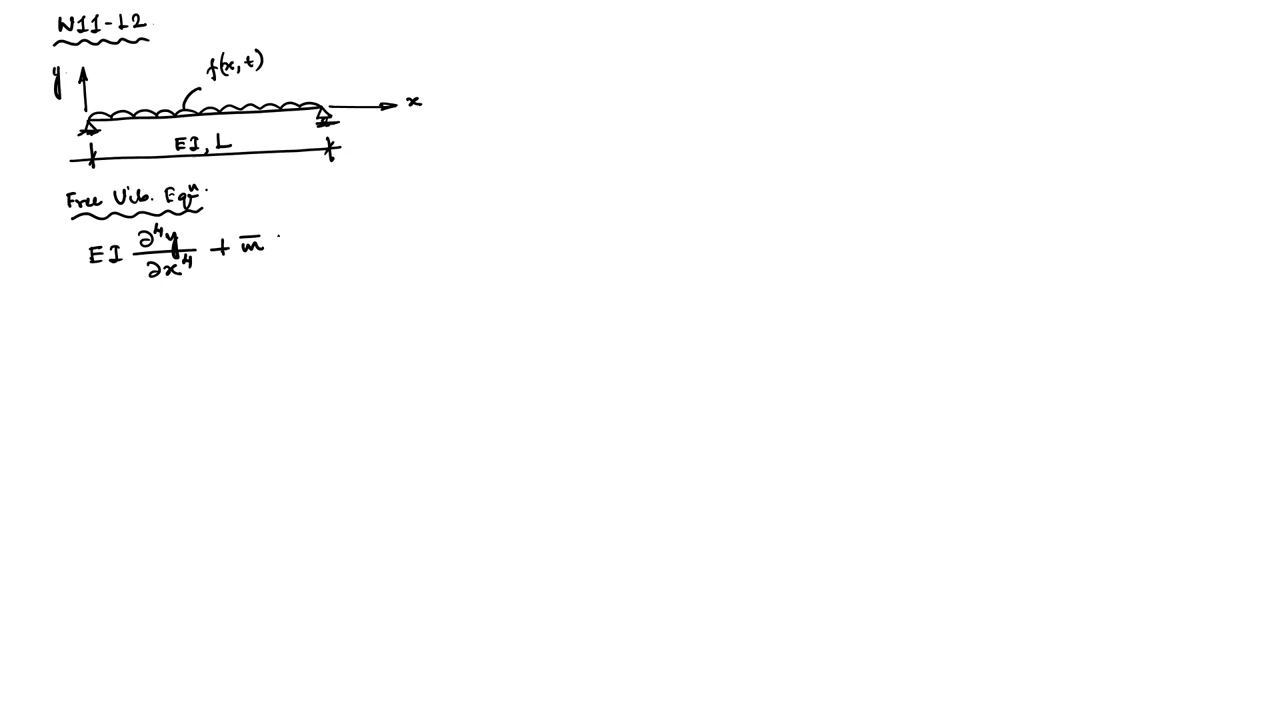 W11-L2
y
f(x,t)
x
EI, L
Free Vib. Eqⁿ.
EI ∂⁴y/∂x⁴ + m̅